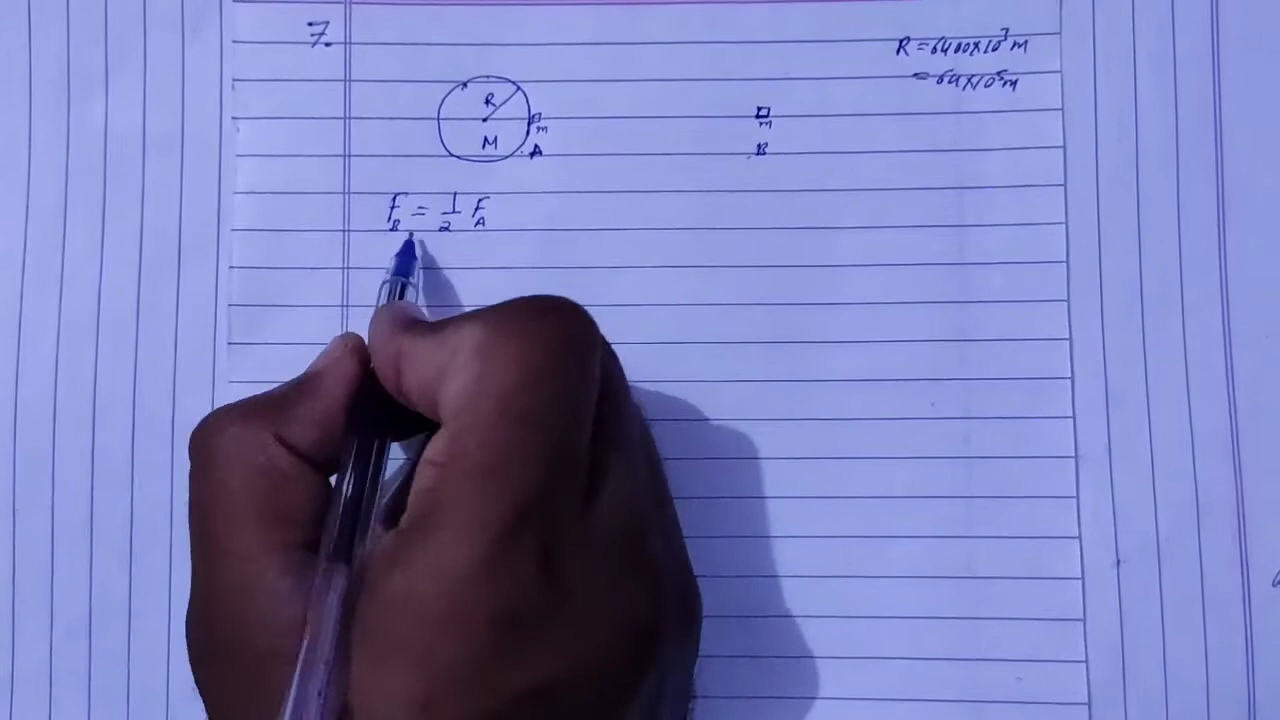 7.
R = 6400×10³ m
= 64×10⁵ m
R
m
m
M
A
B
F_B = 1/2 F_A